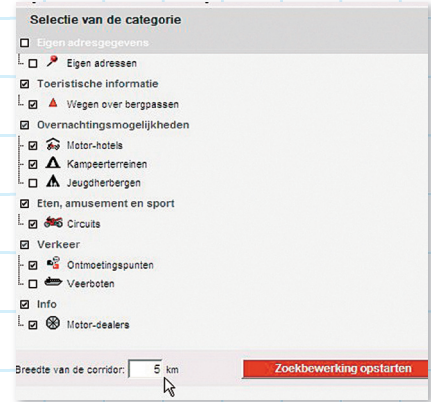 Selectie van de categorie
Eigen adresgegevens
Eigen adressen
Toeristische informatie
Wegen over bergpassen
Overnachtingsmogelijkheden
Motor-hotels
Kampeerterreinen
Jeugdherbergen
Eten, amusement en sport
Circuits
Verkeer
Ontmoetingspunten
Veerboten
Info
Motor-dealers
Breedte van de corridor: 5 km Zoekbewerking opstarten